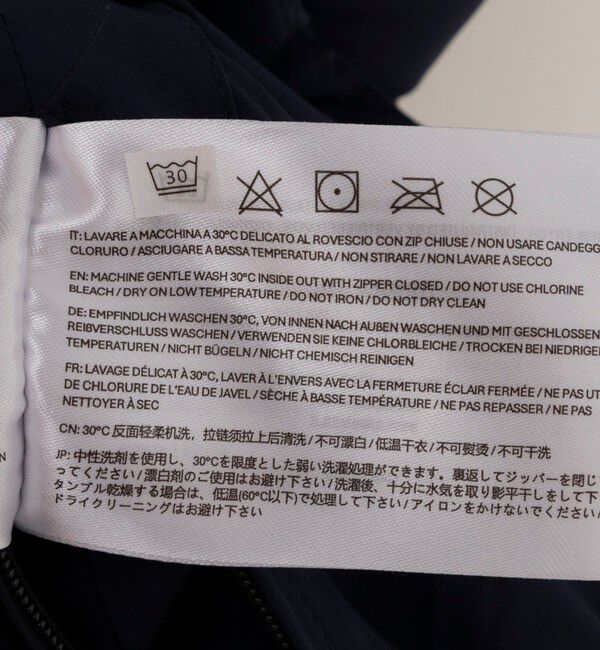 30
IT: LAVARE A MACCHINA A 30°C DELICATO AL ROVESCIO CON ZIP CHIUSE / NON USARE CANDEGG
CLORURO / ASCIUGARE A BASSA TEMPERATURA / NON STIRARE / NON LAVARE A SECCO
EN: MACHINE GENTLE WASH 30°C INSIDE OUT WITH ZIPPER CLOSED / DO NOT USE CHLORINE
BLEACH / DRY ON LOW TEMPERATURE / DO NOT IRON / DO NOT DRY CLEAN
DE: EMPFINDLICH WASCHEN 30°C, VON INNEN NACH AUßEN WASCHEN UND MIT GESCHLOSSEN
REIßVERSCHLUSS WASCHEN / VERWENDEN SIE KEINE CHLORBLEICHE / TROCKEN BEI NIEDRIGER
TEMPERATUREN / NICHT BÜGELN / NICHT CHEMISCH REINIGEN
FR: LAVAGE DÉLICAT À 30°C, LAVER À L'ENVERS AVEC LA FERMETURE ÉCLAIR FERMÉE / NE PAS UT
DE CHLORURE DE L'EAU DE JAVEL / SÈCHE À BASSE TEMPÉRATURE / NE PAS REPASSER / NE PAS
NETTOYER À SEC
CN: 30°C 反面轻柔机洗，拉链须拉上后清洗 / 不可漂白 / 低温干衣 / 不可熨烫 / 不可干洗
JP: 中性洗剤を使用し、30°Cを限度とした弱い洗濯処理ができます。裏返してジッパーを閉じ
ってください / 漂白剤のご使用はお避け下さい / 洗濯後、十分に水気を取り影平干しをして下
タンブル乾燥する場合は、低温(60°C以下)で処理して下さい / アイロンをかけないでください /
ドライクリーニングはお避け下さい
N